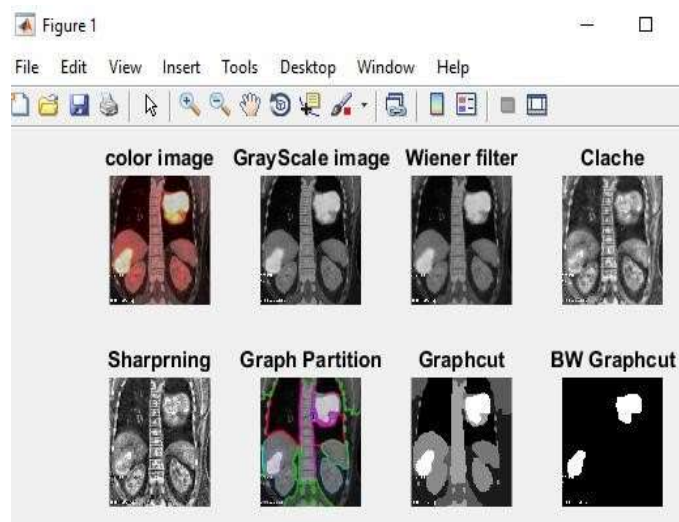 Figure 1
File Edit View Insert Tools Desktop Window Help
color image GrayScale image Wiener filter Clache
Sharprning Graph Partition Graphcut BW Graphcut